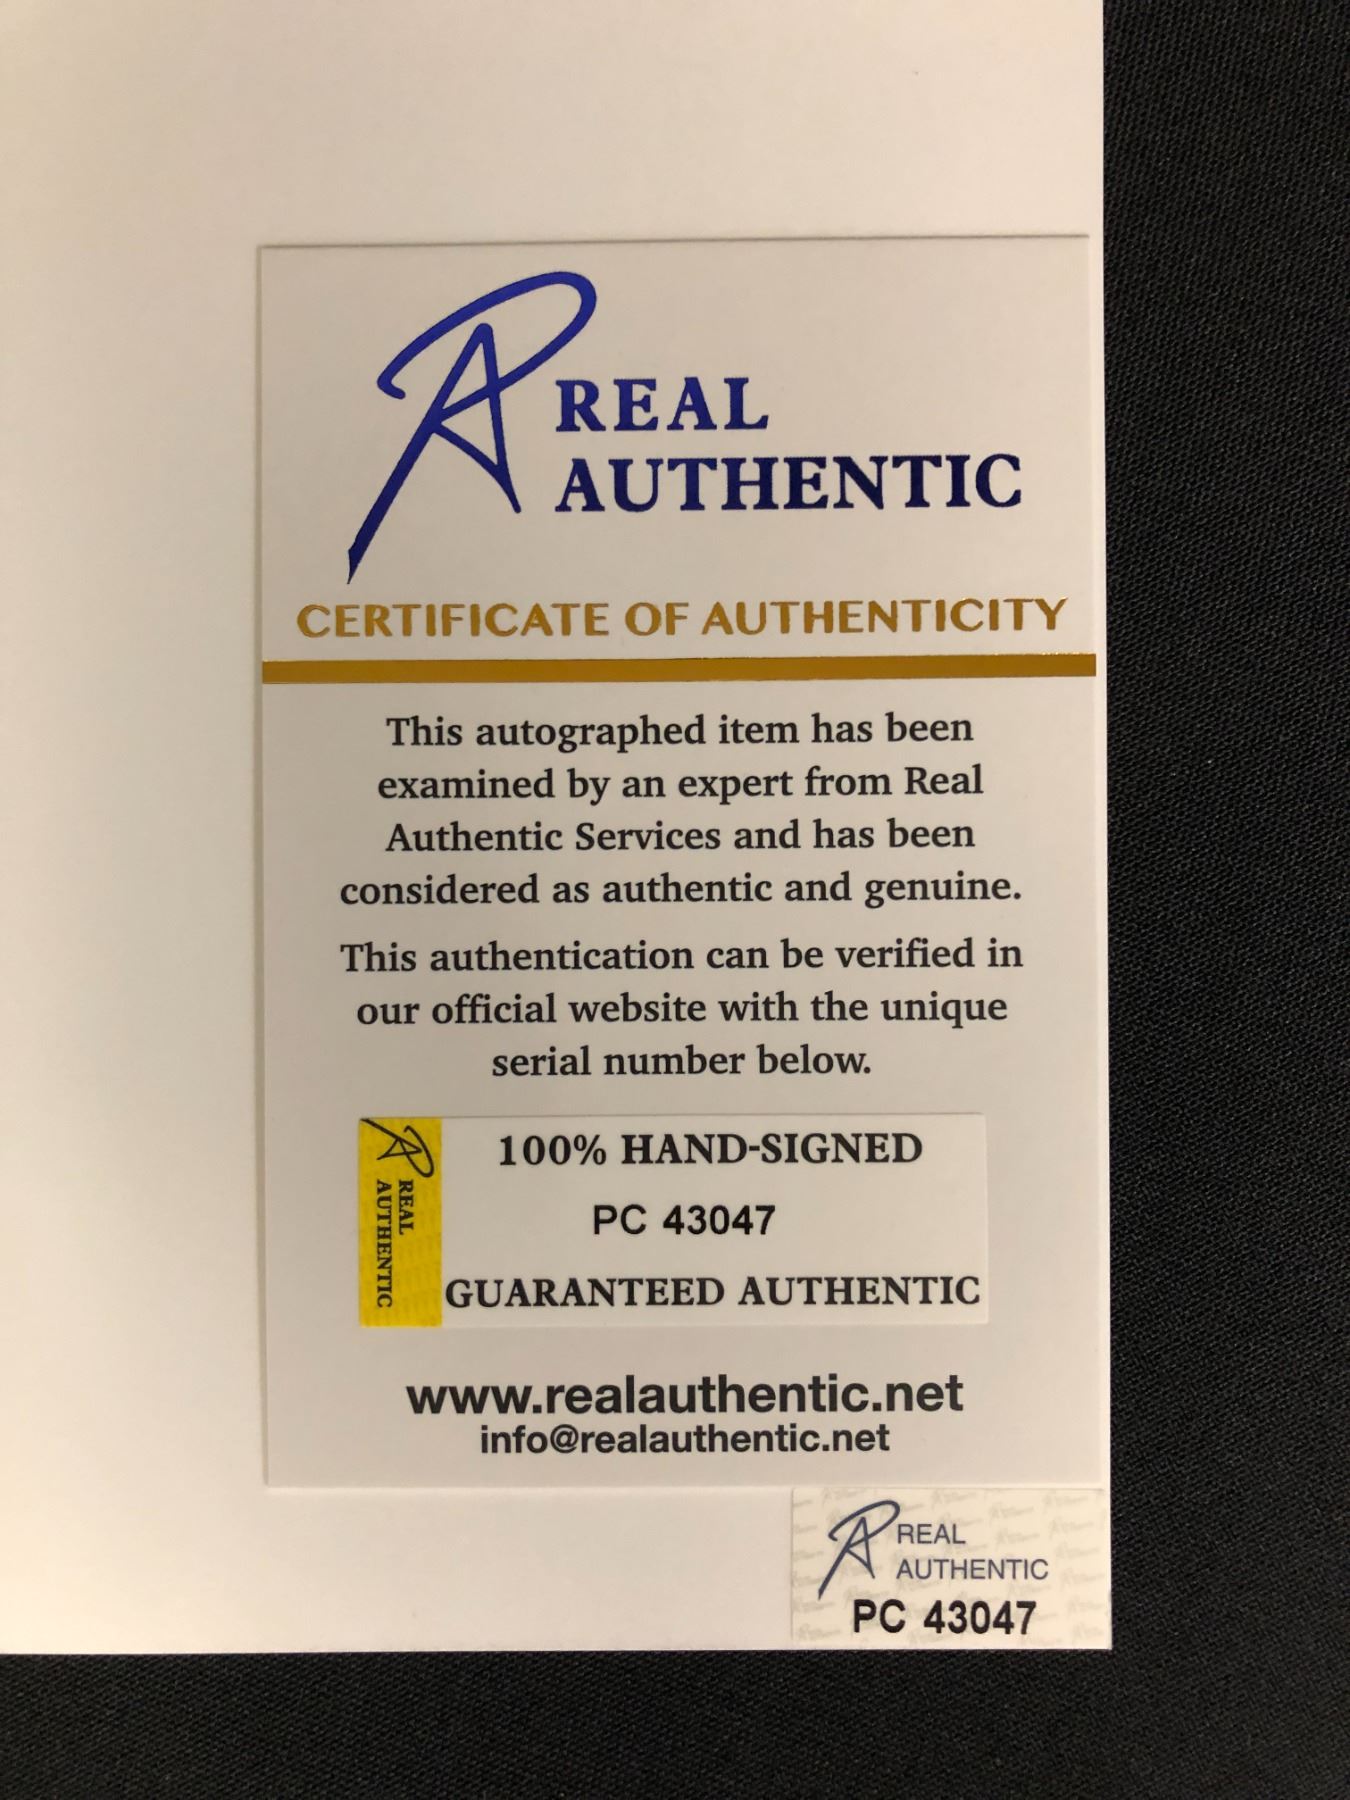 REAL
AUTHENTIC
CERTIFICATE OF AUTHENTICITY
This autographed item has been
examined by an expert from Real
Authentic Services and has been
considered as authentic and genuine.
This authentication can be verified in
our official website with the unique
serial number below.
REAL
AUTHENTIC
100% HAND-SIGNED
PC 43047
GUARANTEED AUTHENTIC
www.realauthentic.net
info@realauthentic.net
REAL
AUTHENTIC
PC 43047